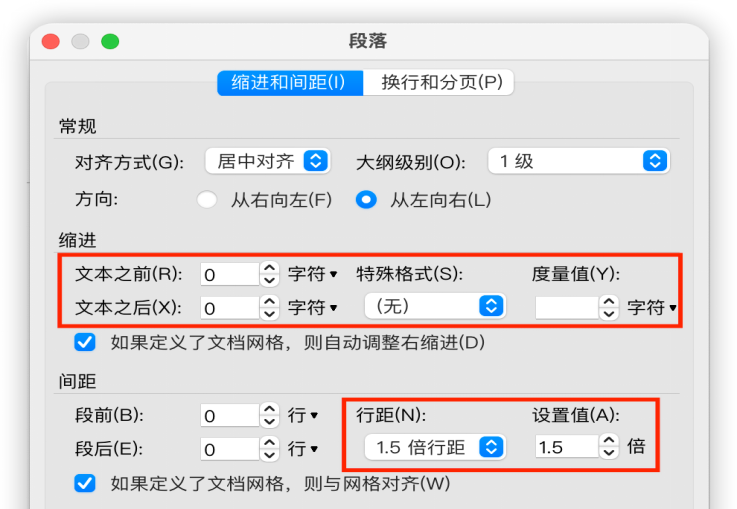 段落
缩进和间距(I) 换行和分页(P)
常规
对齐方式(G): 居中对齐 大纲级别(O): 1 级
方向: 从右向左(F) 从左向右(L)
缩进
文本之前(R): 0 字符 特殊格式(S): 度量值(Y):
文本之后(X): 0 字符 (无) 字符
如果定义了文档网格，则自动调整右缩进(D)
间距
段前(B): 0 行 行距(N): 设置值(A):
段后(E): 0 行 1.5 倍行距 1.5 倍
如果定义了文档网格，则与网格对齐(W)